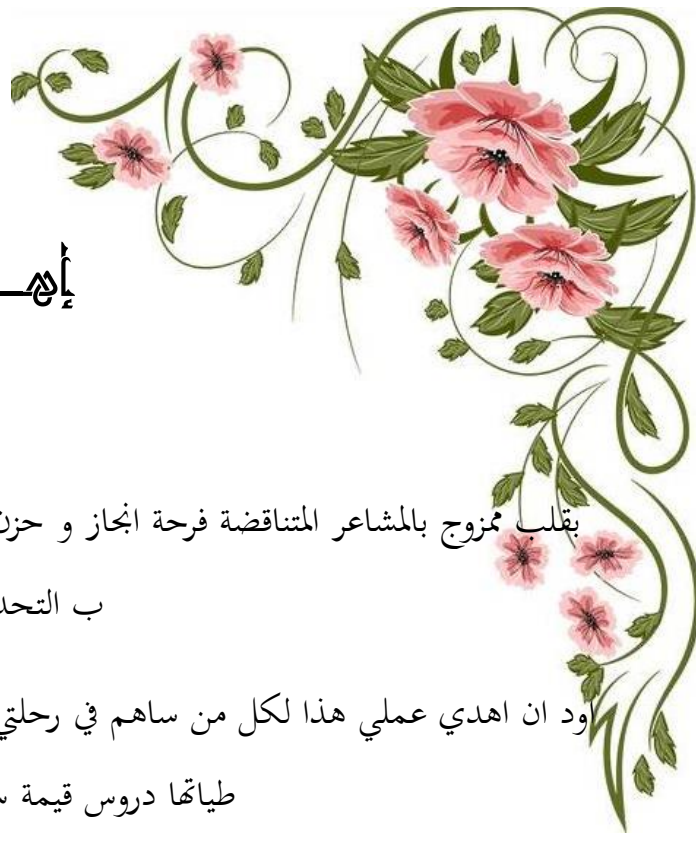 بقلب ممزوج بالمشاعر المتناقضة فرحة انجاز و حزن
ب التحد
اود ان اهدي عملي هذا لكل من ساهم في رحلتي
طياتها دروس قيمة